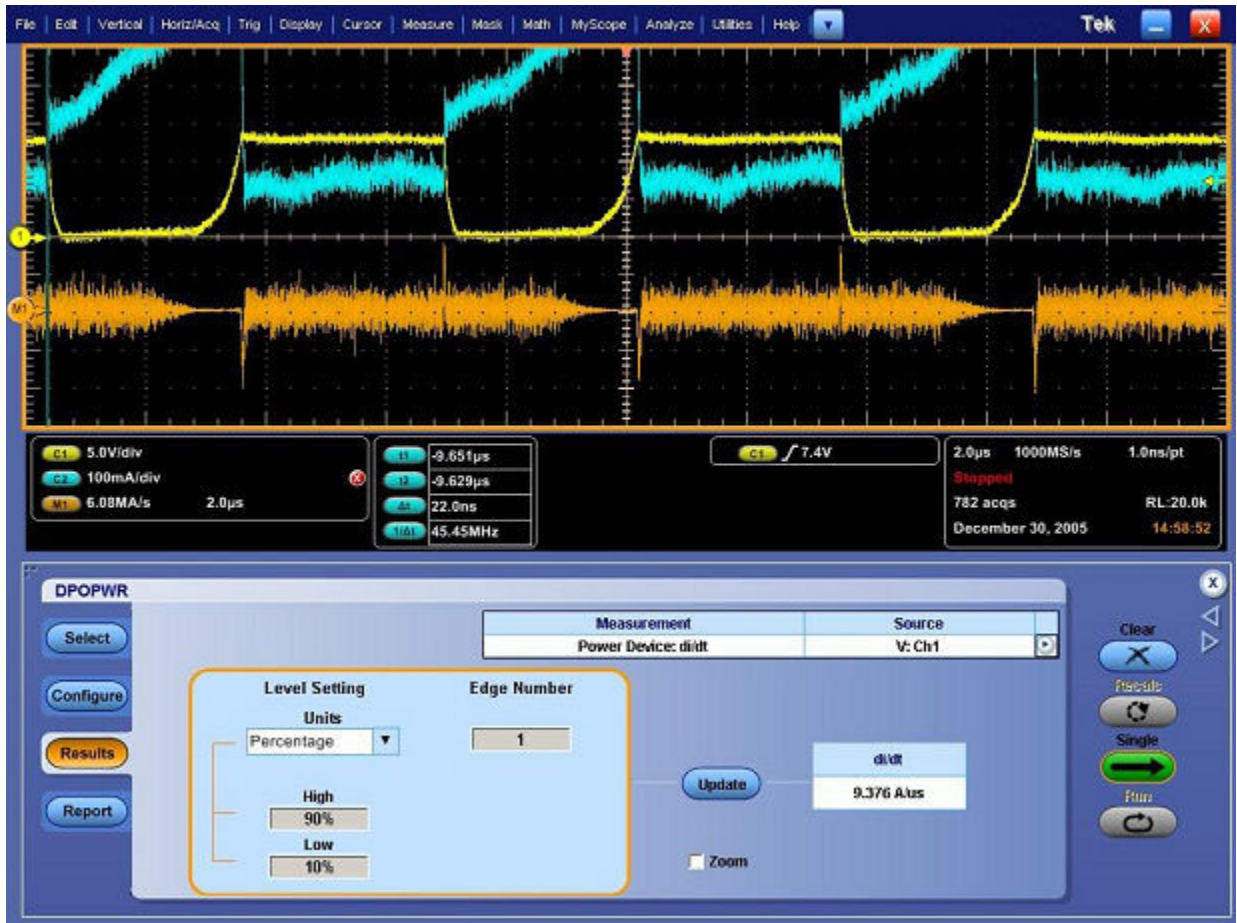 File | Edit | Vertical | Horiz/Acq | Trig | Display | Cursor | Measure | Mask | Math | MyScope | Analyze | Utilities | Help
Tek
X
1
M1
C1 5.0V/div
C2 100mA/div
M1 6.08MA/s 2.0µs
t1 -9.651µs
t2 -9.629µs
Δt 22.0ns
1/Δt 45.45MHz
C1 7.4V
2.0µs 1000MS/s 1.0ns/pt
Stopped
782 acqs RL:20.0k
December 30, 2005 14:58:52
DPOPWR
X
Select
Configure
Results
Report
Measurement Source
Power Device: di/dt V: Ch1
Level Setting Edge Number
Units
Percentage 1
High
90%
Low
10%
Update
di/dt
9.376 A/us
Zoom
Clear
Single
Run